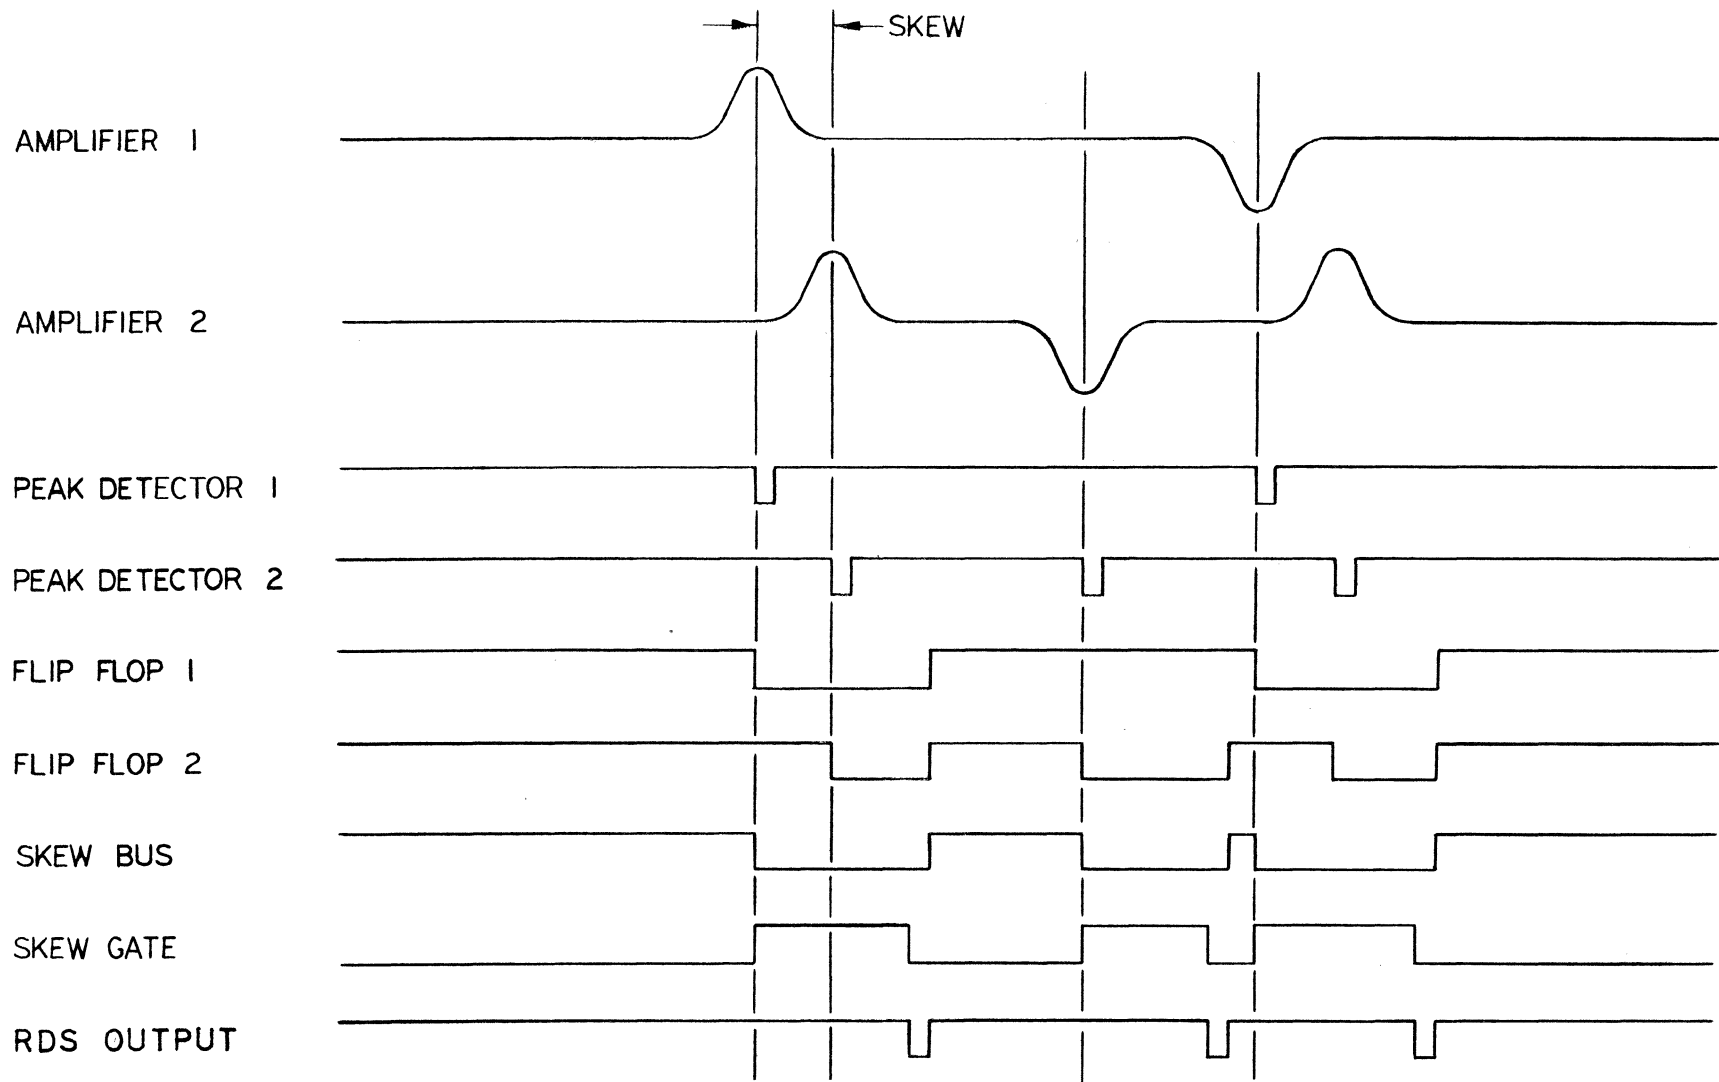 SKEW
AMPLIFIER 1
AMPLIFIER 2
PEAK DETECTOR 1
PEAK DETECTOR 2
FLIP FLOP 1
FLIP FLOP 2
SKEW BUS
SKEW GATE
RDS OUTPUT